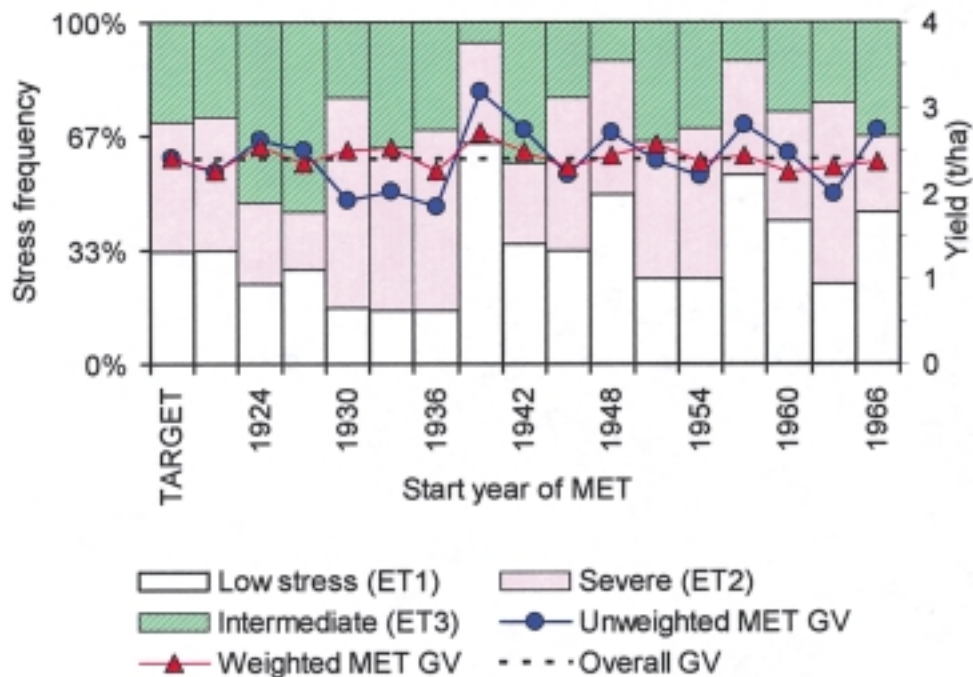 100%
67%
33%
0%
Stress frequency
4
3
2
1
0
Yield (t/ha)
TARGET
1924
1930
1936
1942
1948
1954
1960
1966
Start year of MET
Low stress (ET1)
Severe (ET2)
Intermediate (ET3)
Unweighted MET GV
Weighted MET GV
Overall GV